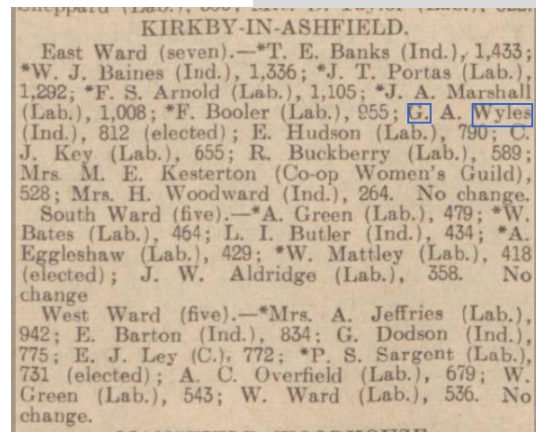 KIRKBY-IN-ASHFIELD.
East Ward (seven).—*T. E. Banks (Ind.), 1,433;
*W. J. Baines (Ind.), 1,336; *J. T. Portas (Lab.),
1,292; *F. S. Arnold (Lab.), 1,105; *J. A. Marshall
(Lab.), 1,008; *F. Booler (Lab.), 955; G. A. Wyles
(Ind.), 812 (elected); E. Hudson (Lab.), 790; C.
J. Key (Lab.), 655; R. Buckberry (Lab.), 589;
Mrs. M. E. Kesterton (Co-op Women's Guild),
528; Mrs. H. Woodward (Ind.), 264. No change.
South Ward (five).—*A. Green (Lab.), 479; *W.
Bates (Lab.), 464; L. I. Butler (Ind.), 434; *A.
Eggleshaw (Lab.), 429; *W. Mattley (Lab.), 418
(elected); J. W. Aldridge (Lab.), 358. No
change
West Ward (five).—*Mrs. A. Jeffries (Lab.),
942; E. Barton (Ind.), 834; G. Dodson (Ind.),
775; E. J. Ley (C.), 772; *P. S. Sargent (Lab.),
731 (elected); A. C. Overfield (Lab.), 679; W.
Green (Lab.), 543; W. Ward (Lab.), 536. No
change.